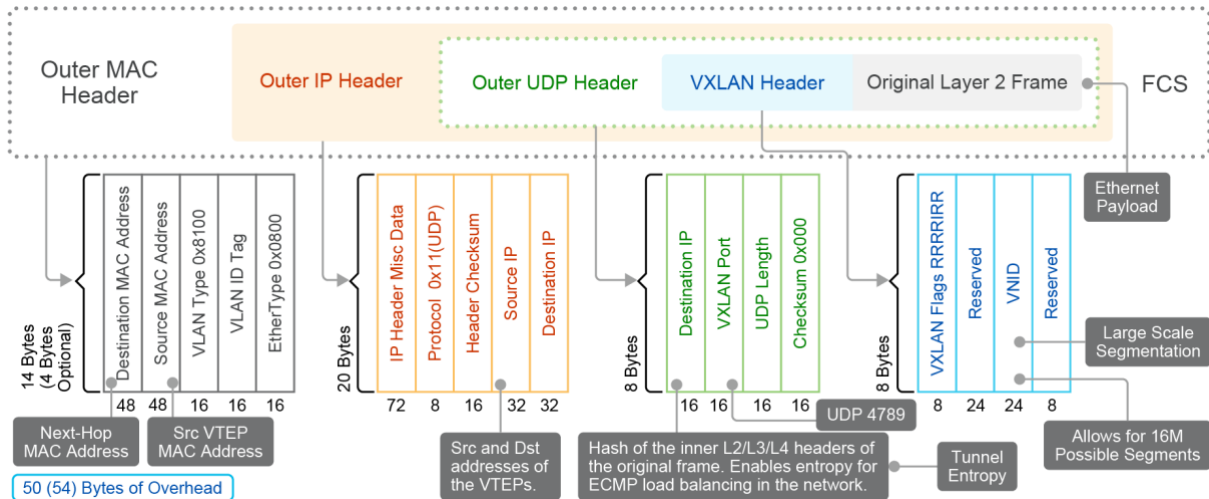 Outer MAC
Header
Outer IP Header
Outer UDP Header
VXLAN Header
Original Layer 2 Frame
FCS
Ethernet
Payload
14 Bytes
(4 Bytes
Optional)
Destination MAC Address
Source MAC Address
VLAN Type 0x8100
VLAN ID Tag
EtherType 0x0800
48
48
16
16
16
Next-Hop
MAC Address
Src VTEP
MAC Address
50 (54) Bytes of Overhead
20 Bytes
IP Header Misc Data
Protocol 0x11(UDP)
Header Checksum
Source IP
Destination IP
72
8
16
32
32
Src and Dst
addresses of
the VTEPs.
8 Bytes
Destination IP
VXLAN Port
UDP Length
Checksum 0x000
16
16
16
16
UDP 4789
Hash of the inner L2/L3/L4 headers of
the original frame. Enables entropy for
ECMP load balancing in the network.
Tunnel
Entropy
8 Bytes
VXLAN Flags RRRRIRR
Reserved
VNID
Reserved
8
24
24
8
Large Scale
Segmentation
Allows for 16M
Possible Segments